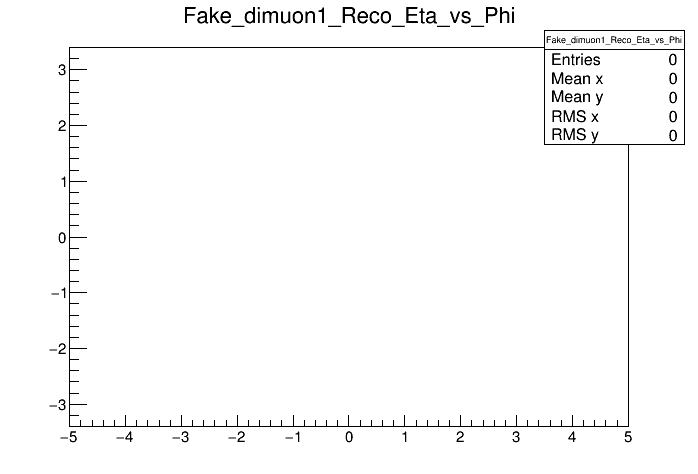 Fake_dimuon1_Reco_Eta_vs_Phi
Fake_dimuon1_Reco_Eta_vs_Phi
Entries 0
Mean x 0
Mean y 0
RMS x 0
RMS y 0
3
2
1
0
−1
−2
−3
−5 −4 −3 −2 −1 0 1 2 3 4 5